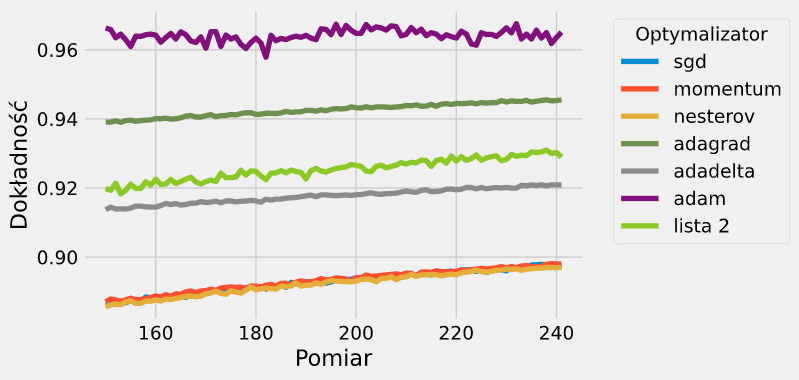 Dokładność
0.96
0.94
0.92
0.90
160 180 200 220 240
Pomiar
Optymalizator
sgd
momentum
nesterov
adagrad
adadelta
adam
lista 2